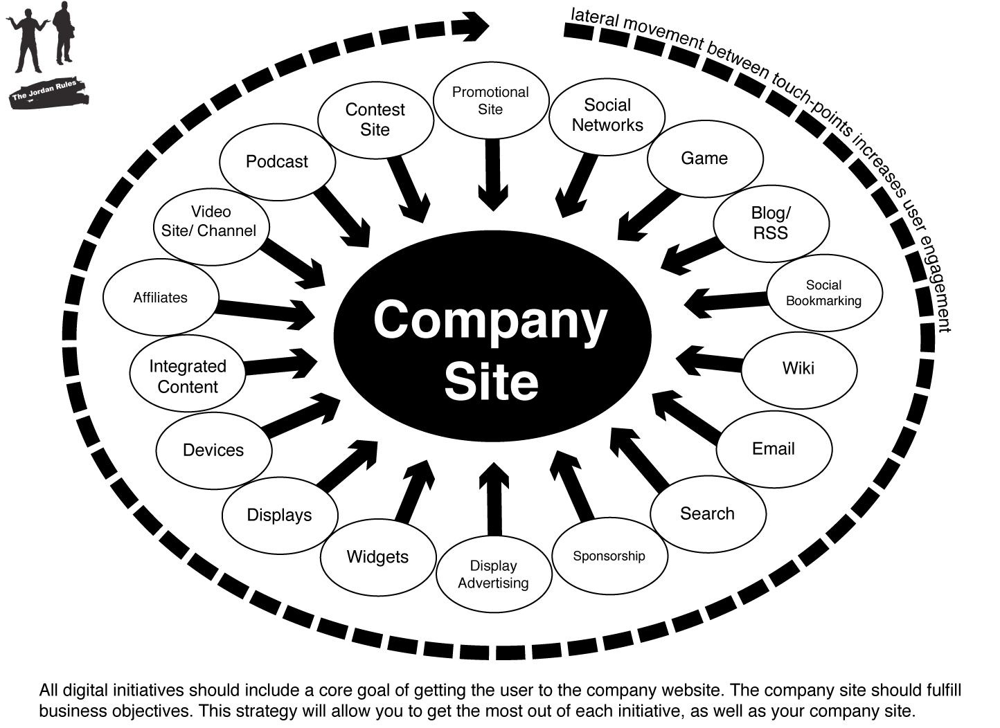 The Jordan Rules
lateral movement between touch-points increases user engagement
Promotional
Site
Social
Networks
Game
Blog/
RSS
Social
Bookmarking
Wiki
Email
Search
Sponsorship
Display
Advertising
Widgets
Displays
Devices
Integrated
Content
Affiliates
Video
Site/ Channel
Podcast
Contest
Site
Company
Site
All digital initiatives should include a core goal of getting the user to the company website. The company site should fulfill
business objectives. This strategy will allow you to get the most out of each initiative, as well as your company site.